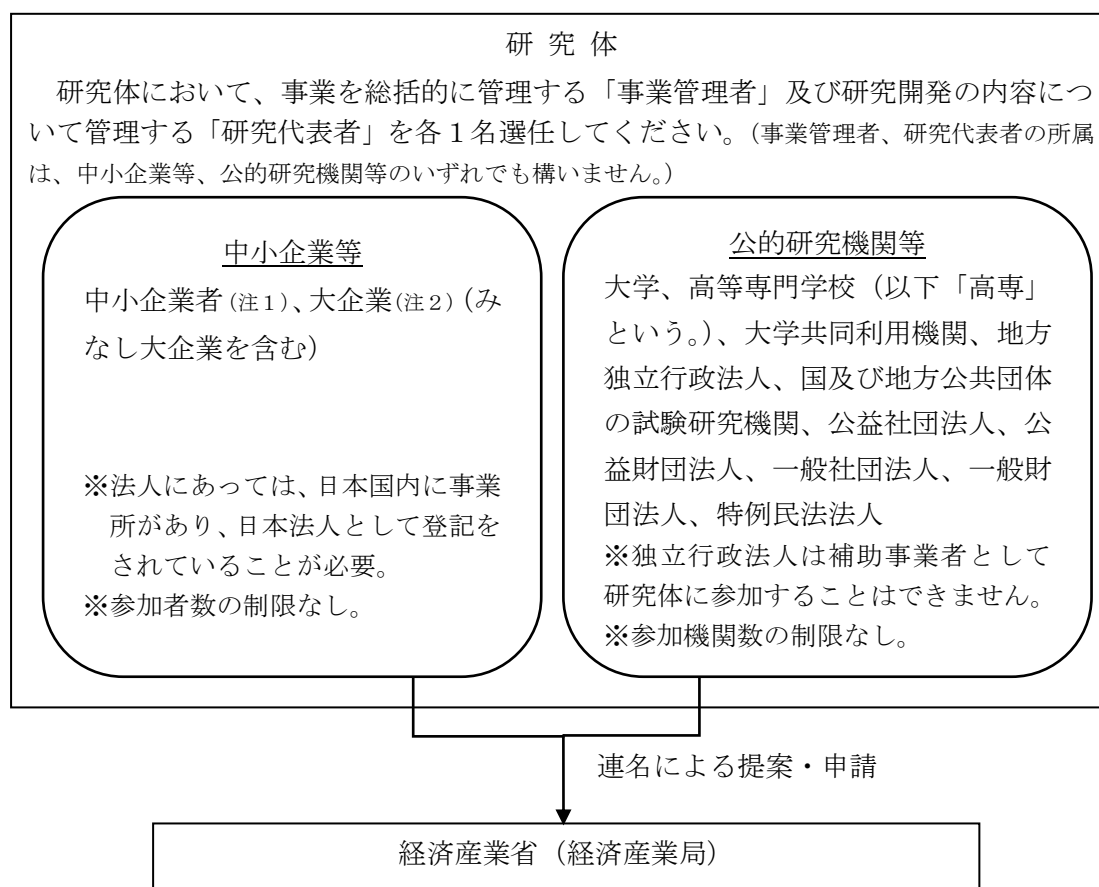 研 究 体
研究体において、事業を総括的に管理する「事業管理者」及び研究開発の内容につ
いて管理する「研究代表者」を各１名選任してください。（事業管理者、研究代表者の所属
は、中小企業等、公的研究機関等のいずれでも構いません。）
中小企業等
中小企業者（注１）、大企業（注２）（み
なし大企業を含む）
※法人にあっては、日本国内に事業
所があり、日本法人として登記を
されていることが必要。
※参加者数の制限なし。
公的研究機関等
大学、高等専門学校（以下「高専」
という。）、大学共同利用機関、地方
独立行政法人、国及び地方公共団体
の試験研究機関、公益社団法人、公
益財団法人、一般社団法人、一般財
団法人、特例民法法人
※独立行政法人は補助事業者として
研究体に参加することはできません。
※参加機関数の制限なし。
連名による提案・申請
経済産業省（経済産業局）